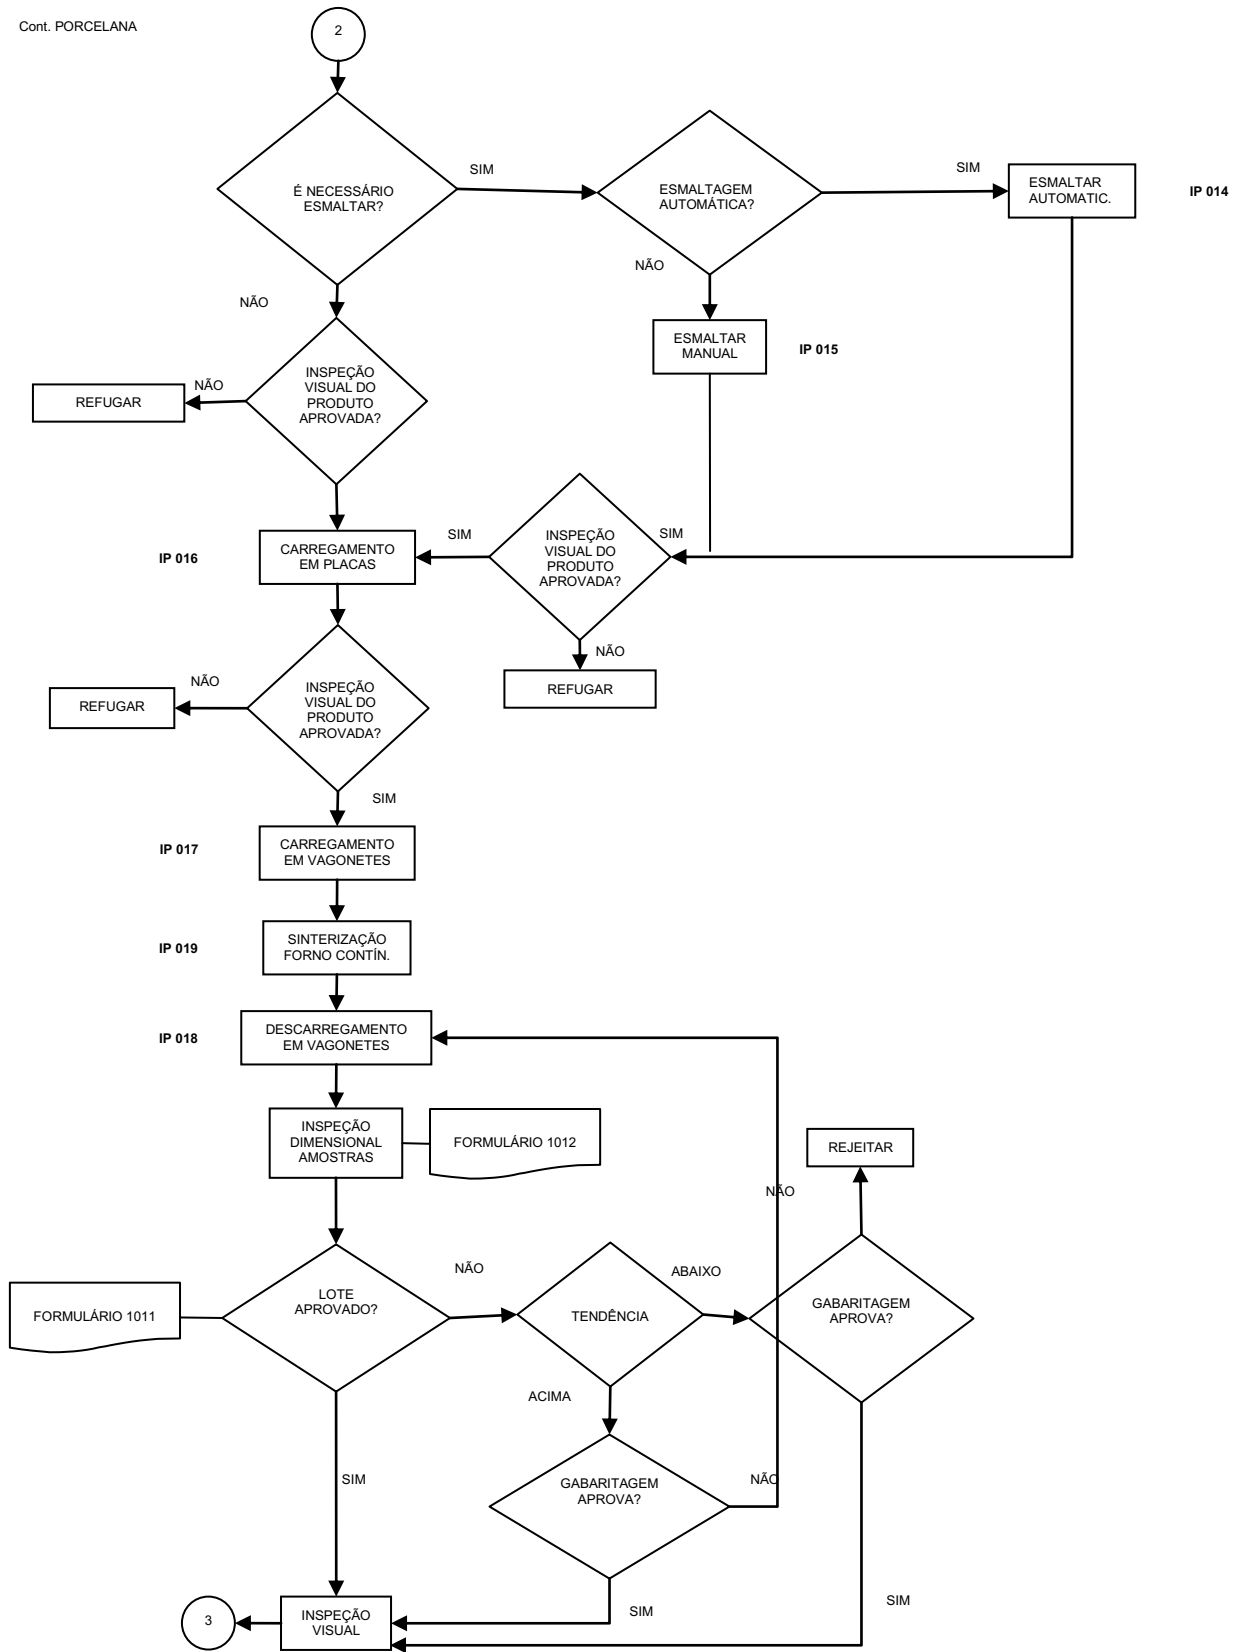 Cont. PORCELANA
2
É NECESSÁRIO
ESMALTAR?
SIM
ESMALTAGEM
AUTOMÁTICA?
SIM
ESMALTAR
AUTOMATIC.
IP 014
NÃO
NÃO
ESMALTAR
MANUAL
IP 015
INSPEÇÃO
VISUAL DO
PRODUTO
APROVADA?
NÃO
REFUGAR
IP 016
CARREGAMENTO
EM PLACAS
SIM
INSPEÇÃO
VISUAL DO
PRODUTO
APROVADA?
SIM
NÃO
REFUGAR
INSPEÇÃO
VISUAL DO
PRODUTO
APROVADA?
NÃO
REFUGAR
SIM
IP 017
CARREGAMENTO
EM VAGONETES
IP 019
SINTERIZAÇÃO
FORNO CONTÍN.
IP 018
DESCARREGAMENTO
EM VAGONETES
INSPEÇÃO
DIMENSIONAL
AMOSTRAS
FORMULÁRIO 1012
REJEITAR
NÃO
FORMULÁRIO 1011
LOTE
APROVADO?
NÃO
TENDÊNCIA
ABAIXO
GABARITAGEM
APROVA?
ACIMA
SIM
GABARITAGEM
APROVA?
NÃO
SIM
SIM
3
INSPEÇÃO
VISUAL